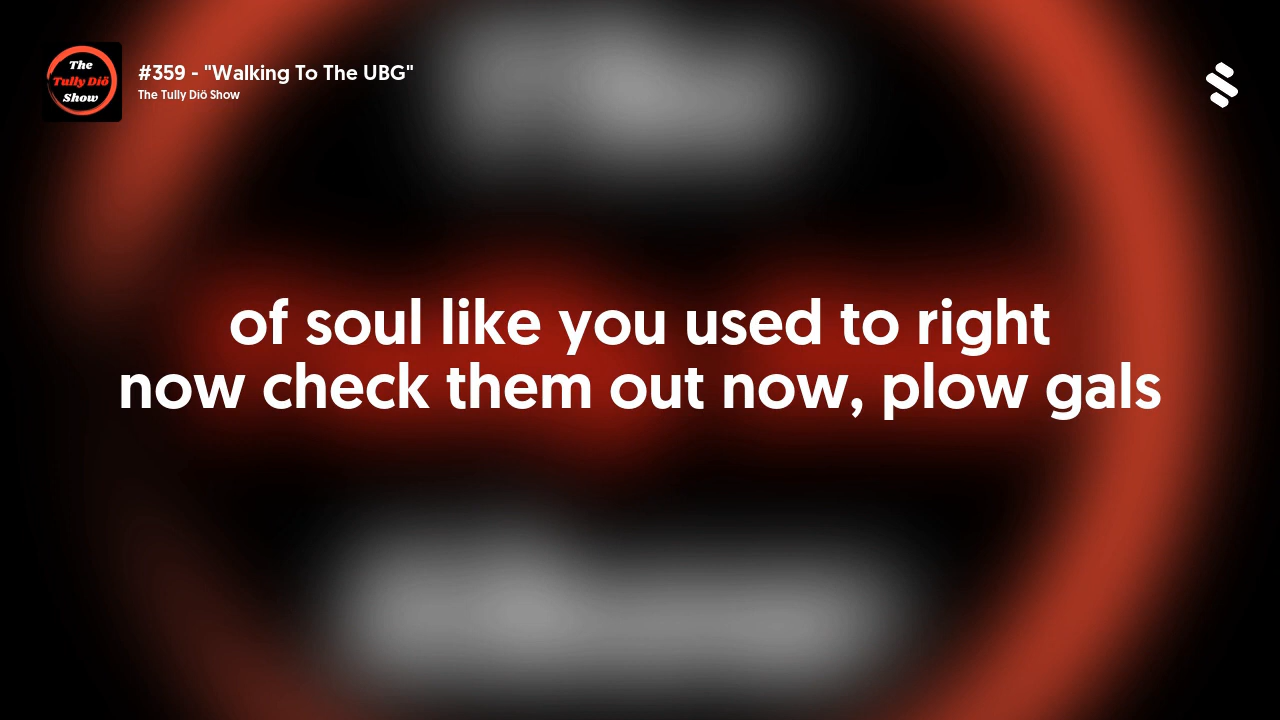 The
Tully Diö
Show
#359 - "Walking To The UBG"
The Tully Diö Show
of soul like you used to right
now check them out now, plow gals